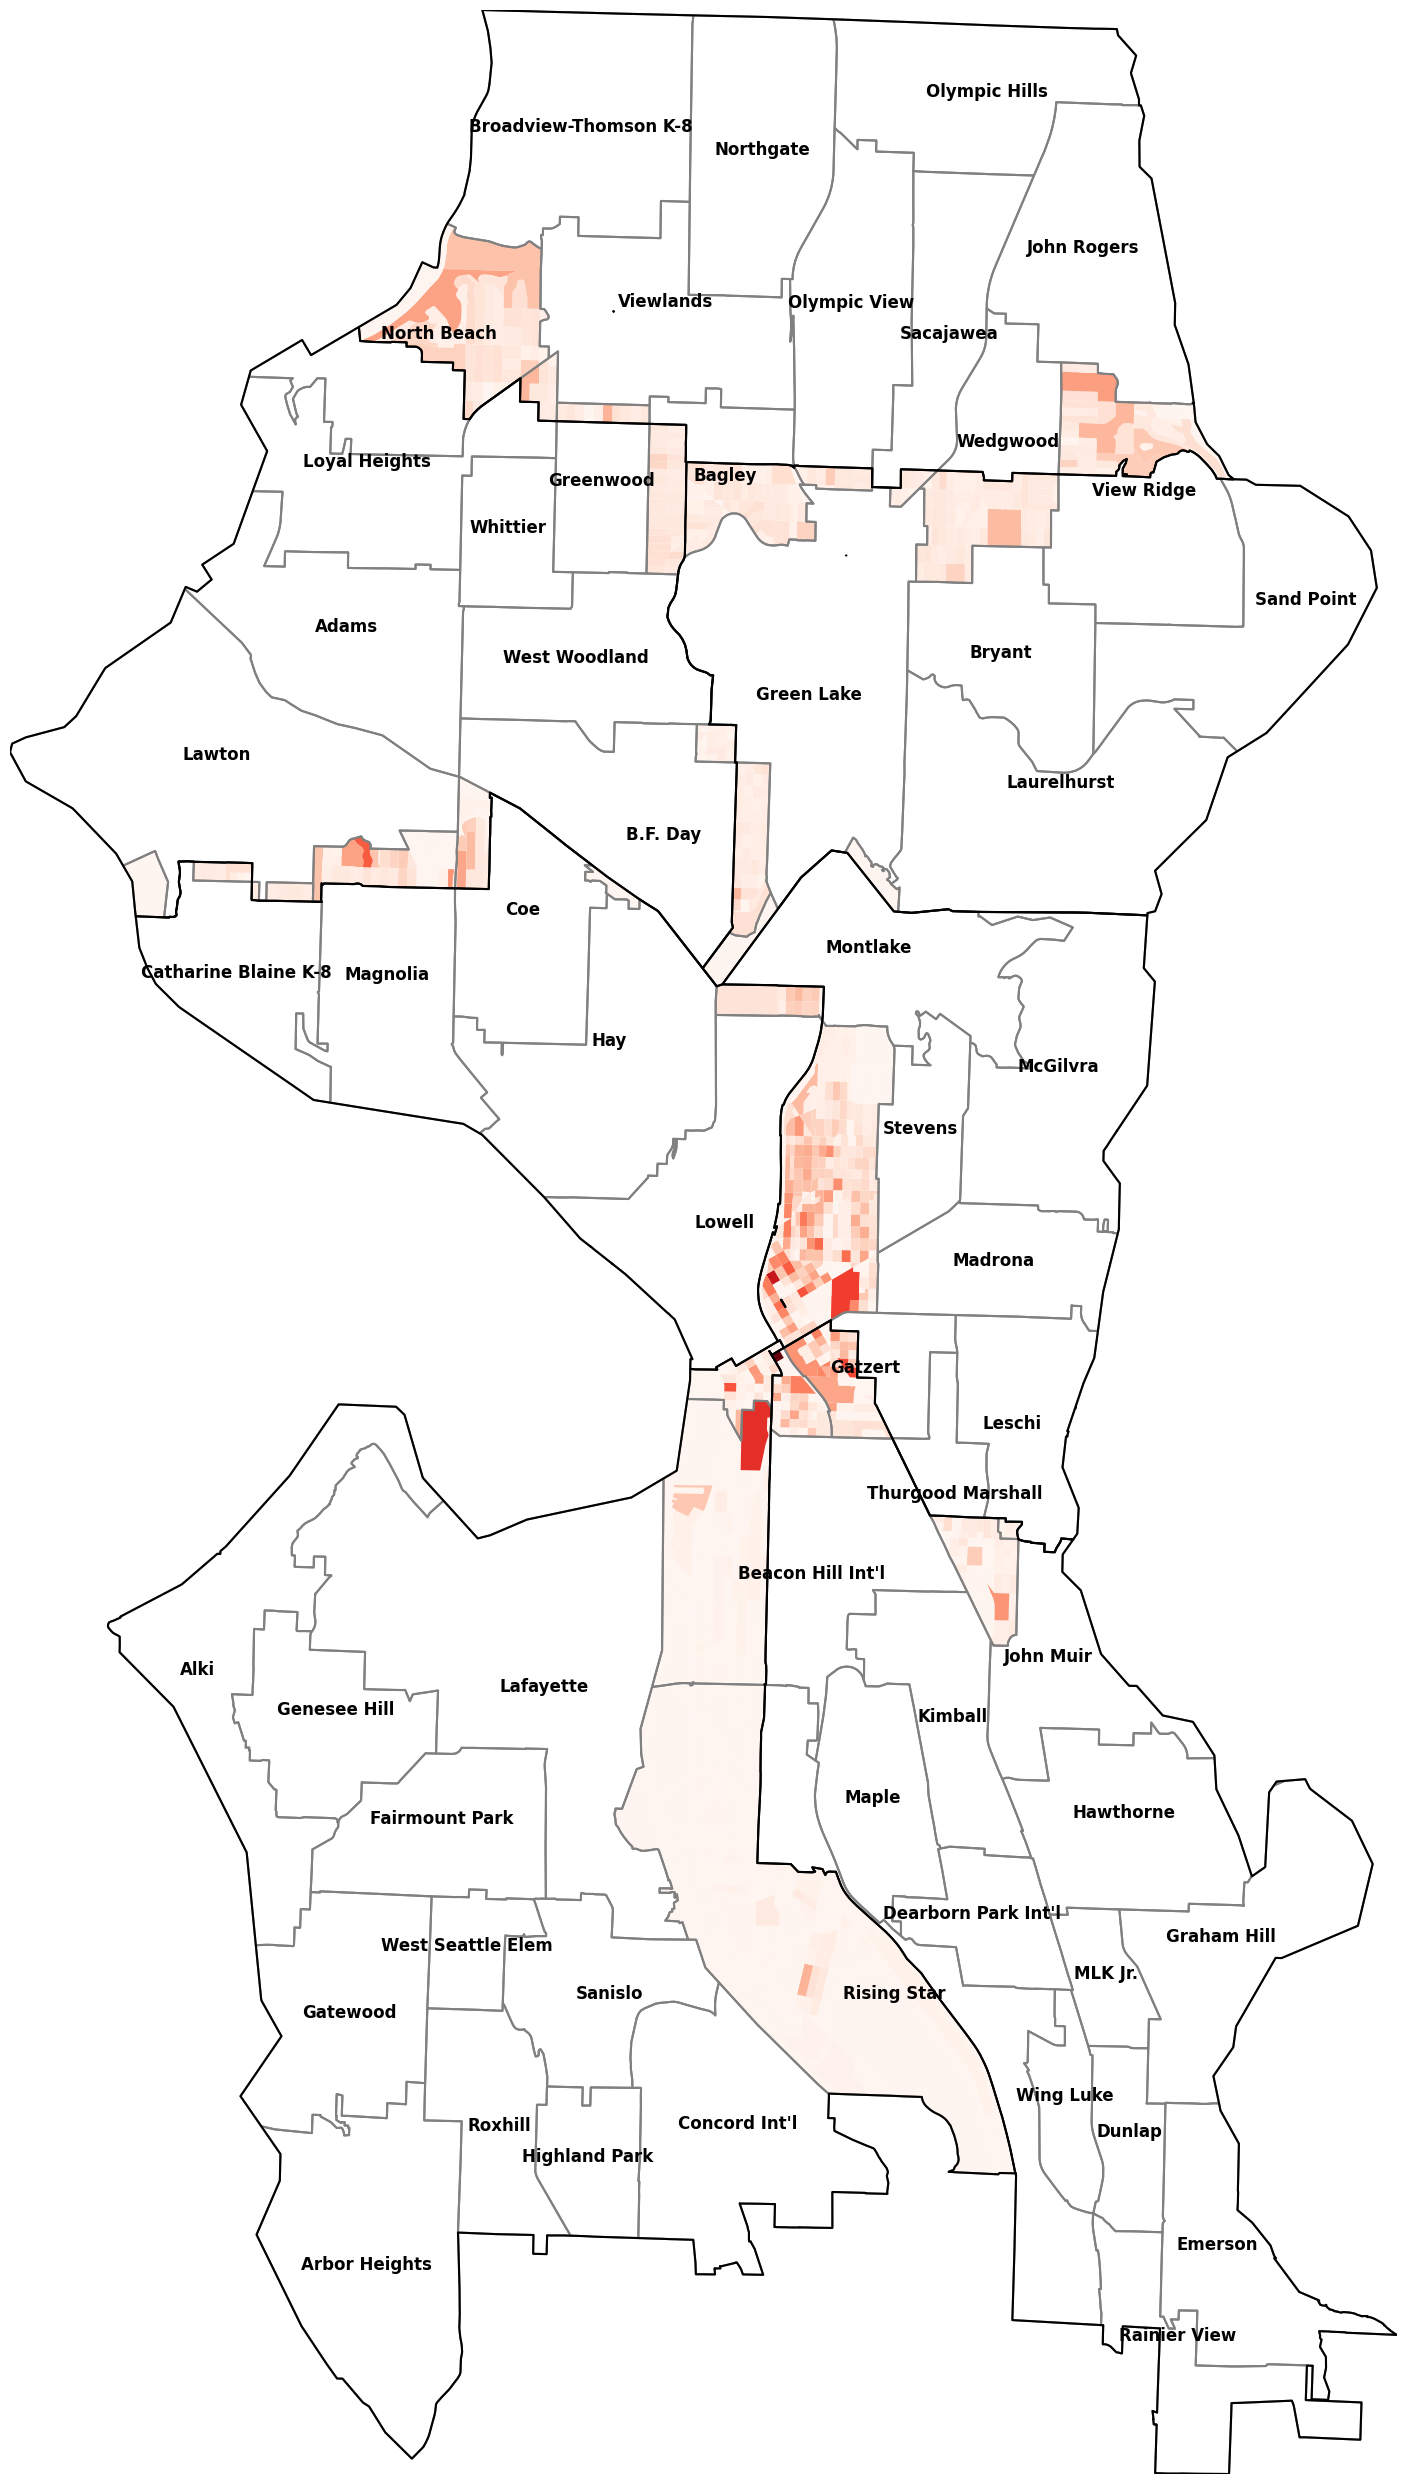 Olympic Hills
Broadview-Thomson K-8
Northgate
John Rogers
Viewlands
Olympic View
North Beach
Sacajawea
Wedgwood
Loyal Heights
Bagley
Greenwood
View Ridge
Whittier
Sand Point
Adams
Bryant
West Woodland
Green Lake
Lawton
Laurelhurst
B.F. Day
Coe
Montlake
Catharine Blaine K-8
Magnolia
Hay
McGilvra
Stevens
Lowell
Madrona
Gatzert
Leschi
Thurgood Marshall
Beacon Hill Int'l
John Muir
Alki
Lafayette
Genesee Hill
Kimball
Maple
Hawthorne
Fairmount Park
Dearborn Park Int'l
Graham Hill
West Seattle Elem
MLK Jr.
Sanislo
Rising Star
Gatewood
Wing Luke
Concord Int'l
Roxhill
Dunlap
Highland Park
Emerson
Arbor Heights
Rainier View